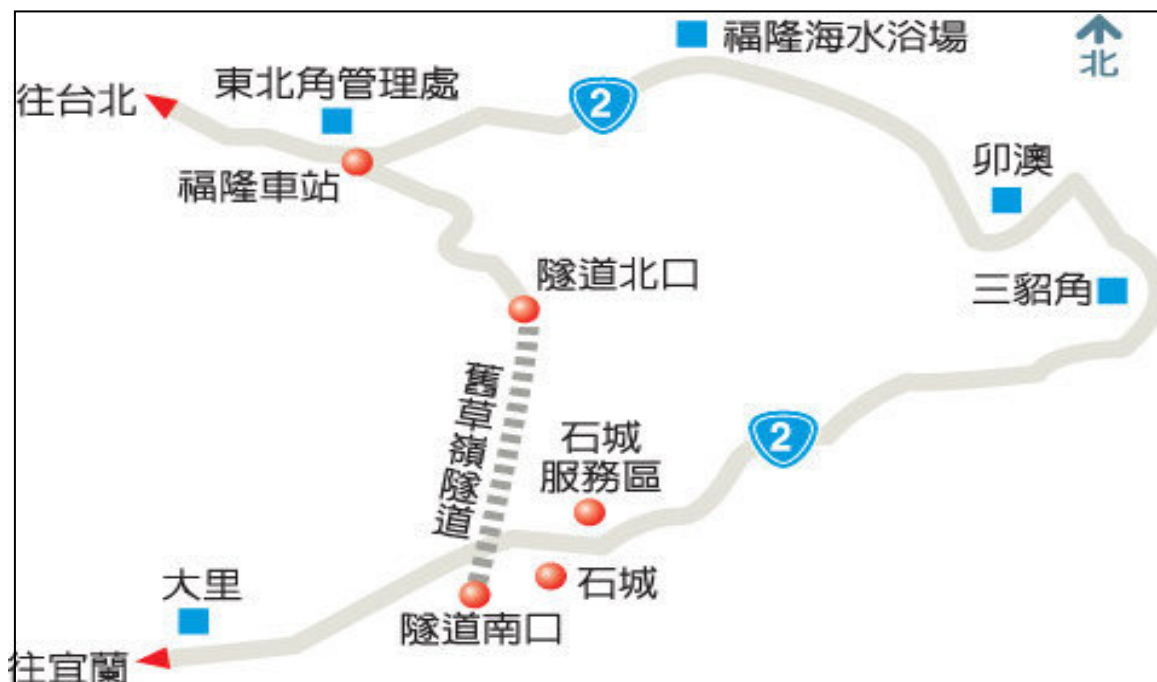 福隆海水浴場
北
東北角管理處
往台北
2
福隆車站
卯澳
隧道北口
三貂角
舊草嶺隧道
2
石城
服務區
大里
石城
隧道南口
往宜蘭